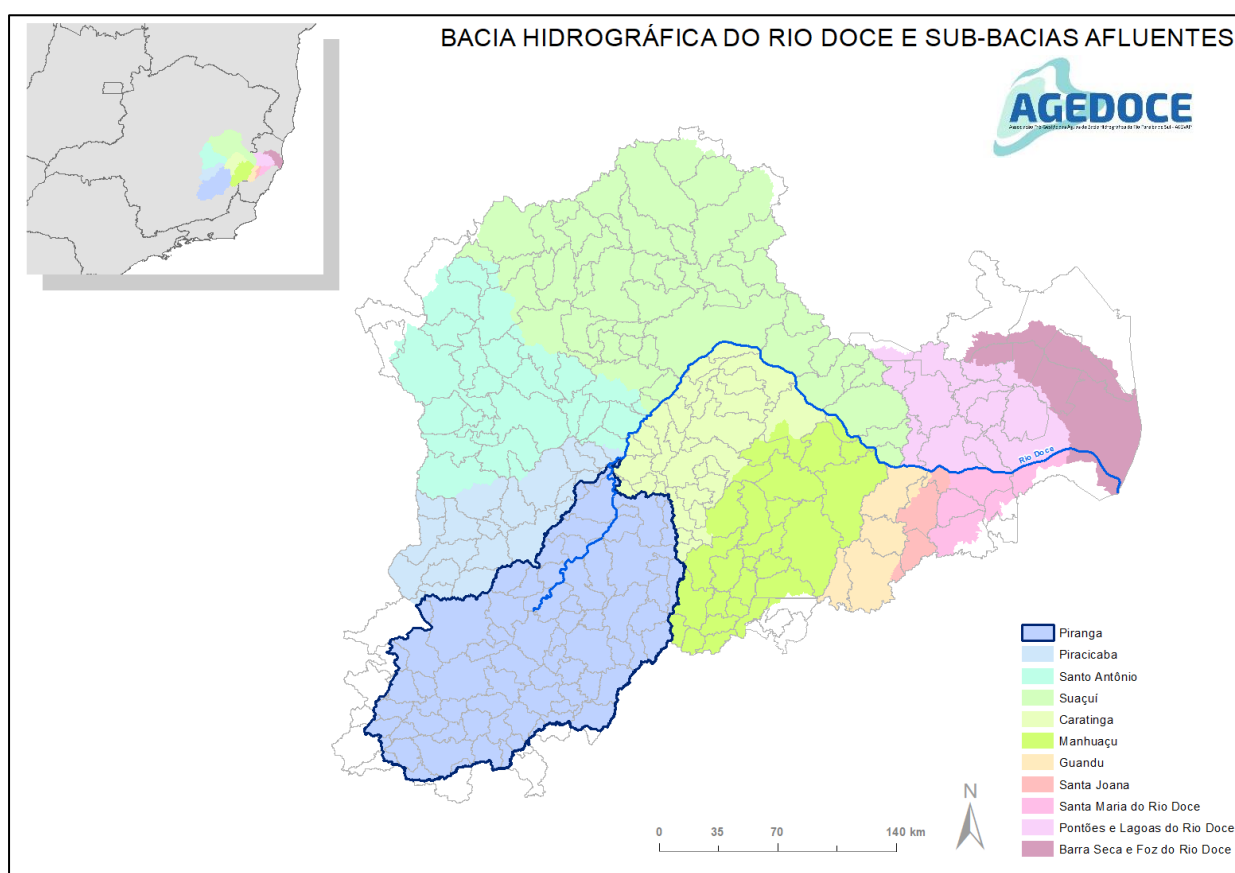 BACIA HIDROGRÁFICA DO RIO DOCE E SUB-BACIAS AFLUENTES
AGEDOCE
Rio Doce
Piranga
Piracicaba
Santo Antônio
Suaçuí
Caratinga
Manhuaçu
Guandu
Santa Joana
Santa Maria do Rio Doce
Pontões e Lagoas do Rio Doce
Barra Seca e Foz do Rio Doce
N
0 35 70 140 km